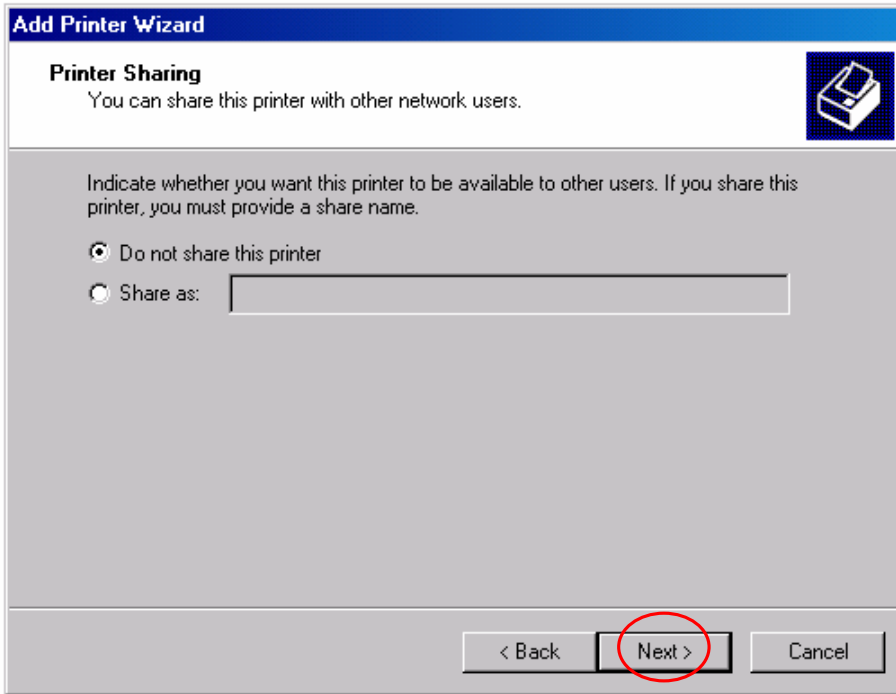 Add Printer Wizard
Printer Sharing
You can share this printer with other network users.
Indicate whether you want this printer to be available to other users. If you share this
printer, you must provide a share name.
Do not share this printer
Share as:
< Back
Next >
Cancel